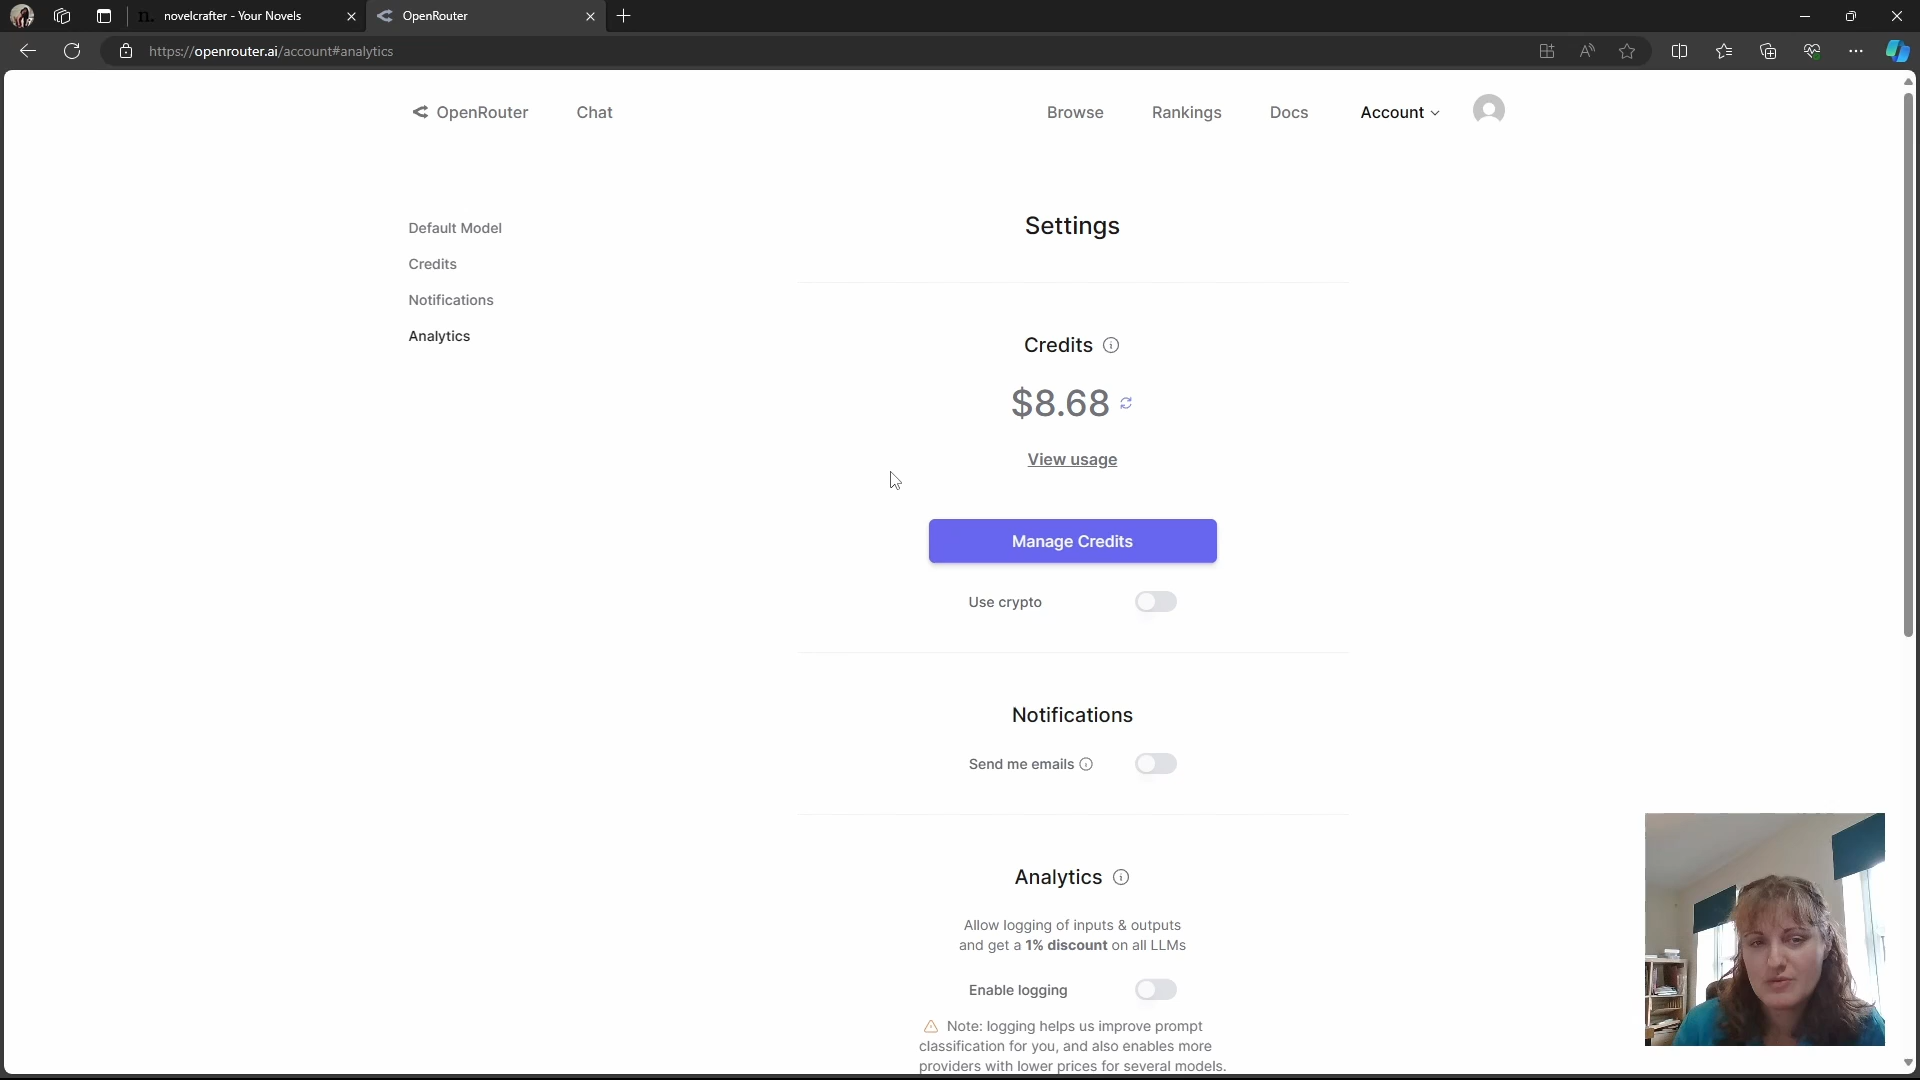 novelcrafter - Your Novels
OpenRouter
https://openrouter.ai/account#analytics
OpenRouter
Chat
Browse
Rankings
Docs
Account
Default Model
Credits
Notifications
Analytics
Settings
Credits
$8.68
View usage
Manage Credits
Use crypto
Notifications
Send me emails
Analytics
Allow logging of inputs & outputs
and get a 1% discount on all LLMs
Enable logging
Note: logging helps us improve prompt
classification for you, and also enables more
providers with lower prices for several models.